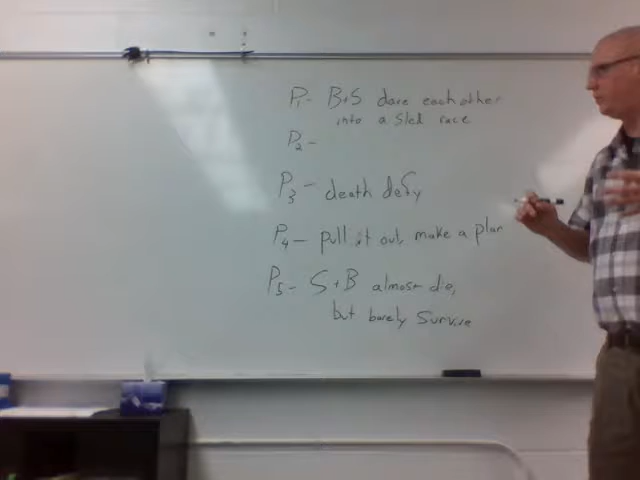 P1- B+S dare each other
into a Sled race
P2-
P3 - death defy
P4 - pull it out, make a plan
P5 - S + B almost die,
but barely Survive